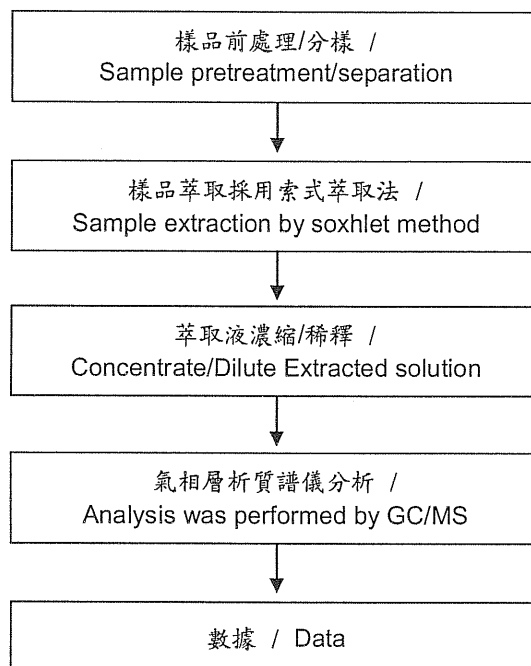 樣品前處理/分樣 /
Sample pretreatment/separation
樣品萃取採用索式萃取法 /
Sample extraction by soxhlet method
萃取液濃縮/稀釋 /
Concentrate/Dilute Extracted solution
氣相層析質譜儀分析 /
Analysis was performed by GC/MS
數據 / Data